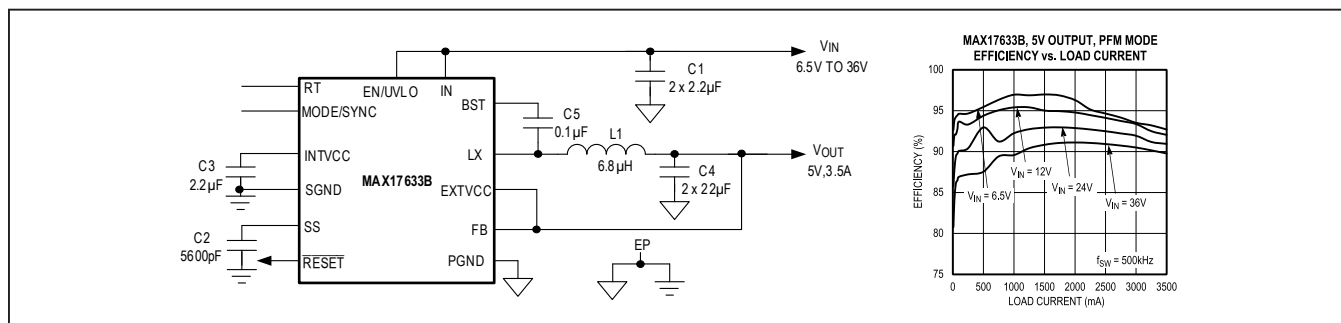 RT
MODE/SYNC
INTVCC
SGND
SS
RESET
EN/UVLO
IN
BST
LX
EXTVCC
FB
PGND
MAX17633B
C3
2.2µF
C2
5600pF
C1
2 x 2.2µF
VIN
6.5V TO 36V
C5
0.1µF
L1
6.8µH
C4
2 x 22µF
VOUT
5V,3.5A
EP
MAX17633B, 5V OUTPUT, PFM MODE
EFFICIENCY vs. LOAD CURRENT
EFFICIENCY (%)
100
95
90
85
80
75
VIN = 6.5V
VIN = 12V
VIN = 24V
VIN = 36V
fSW = 500kHz
0 500 1000 1500 2000 2500 3000 3500
LOAD CURRENT (mA)